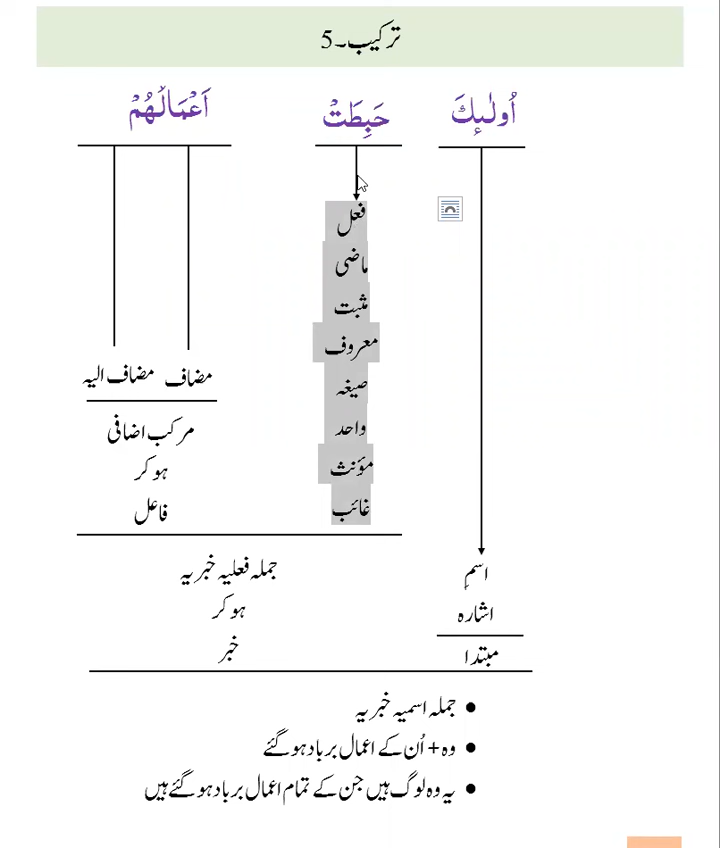 ترکیب۔5
اُولٰٓئِكَ حَبِطَتْ اَعْمَالُهُمْ
فعل
ماضی
مثبت
معروف
صیغہ
واحد
مؤنث
غائب
مضاف مضاف الیہ
مرکب اضافی
ہو کر
فاعل
اسمِ
اشارہ
مبتدا
جملہ فعلیہ خبریہ
ہو کر
خبر
• جملہ اسمیہ خبریہ
• وہ + اُن کے اعمال برباد ہو گئے
• یہ وہ لوگ ہیں جن کے تمام اعمال برباد ہو گئے ہیں